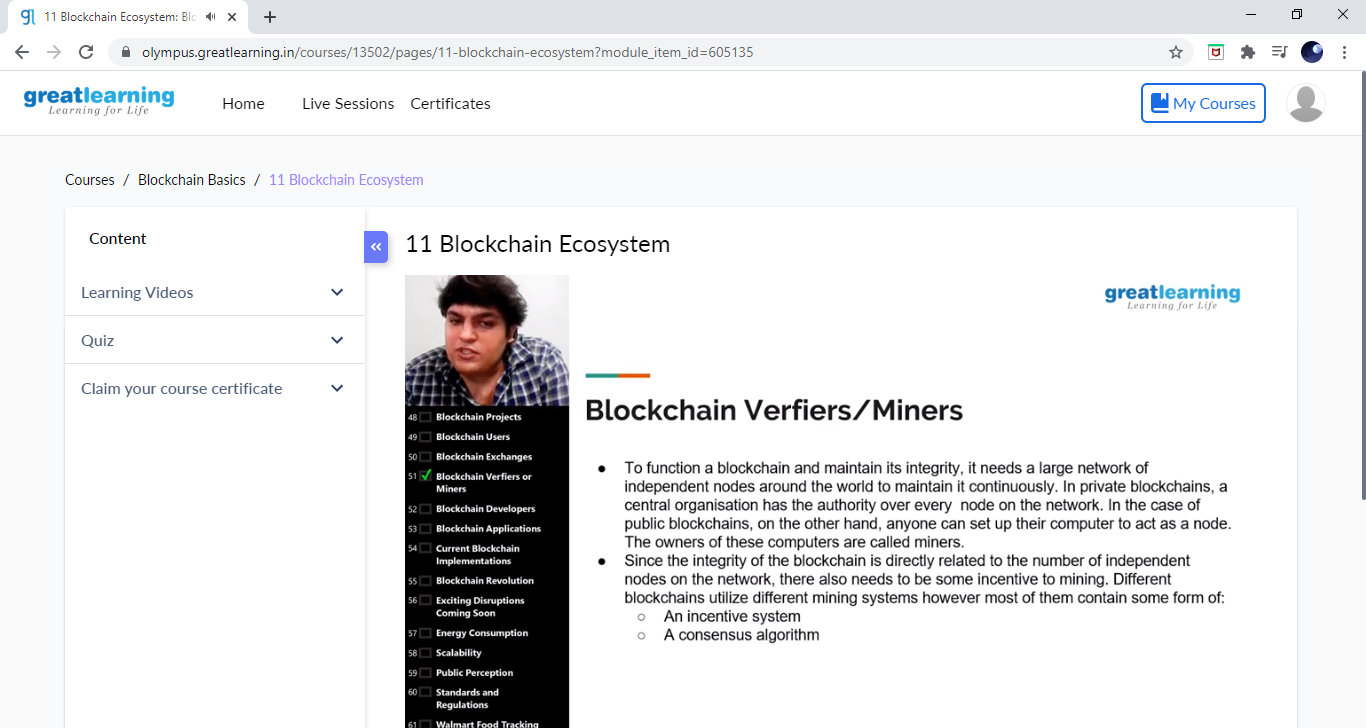 11 Blockchain Ecosystem: Blo
olympus.greatlearning.in/courses/13502/pages/11-blockchain-ecosystem?module_item_id=605135
greatlearning
Learning for Life
Home
Live Sessions
Certificates
My Courses
Courses / Blockchain Basics / 11 Blockchain Ecosystem
Content
Learning Videos
Quiz
Claim your course certificate
11 Blockchain Ecosystem
48 Blockchain Projects
49 Blockchain Users
50 Blockchain Exchanges
51 Blockchain Verfiers or
Miners
52 Blockchain Developers
53 Blockchain Applications
54 Current Blockchain
Implementations
55 Blockchain Revolution
56 Exciting Disruptions
Coming Soon
57 Energy Consumption
58 Scalability
59 Public Perception
60 Standards and
Regulations
61 Walmart Food Tracking
greatlearning
Learning for Life
Blockchain Verfiers/Miners
● To function a blockchain and maintain its integrity, it needs a large network of
independent nodes around the world to maintain it continuously. In private blockchains, a
central organisation has the authority over every node on the network. In the case of
public blockchains, on the other hand, anyone can set up their computer to act as a node.
The owners of these computers are called miners.
● Since the integrity of the blockchain is directly related to the number of independent
nodes on the network, there also needs to be some incentive to mining. Different
blockchains utilize different mining systems however most of them contain some form of:
○ An incentive system
○ A consensus algorithm